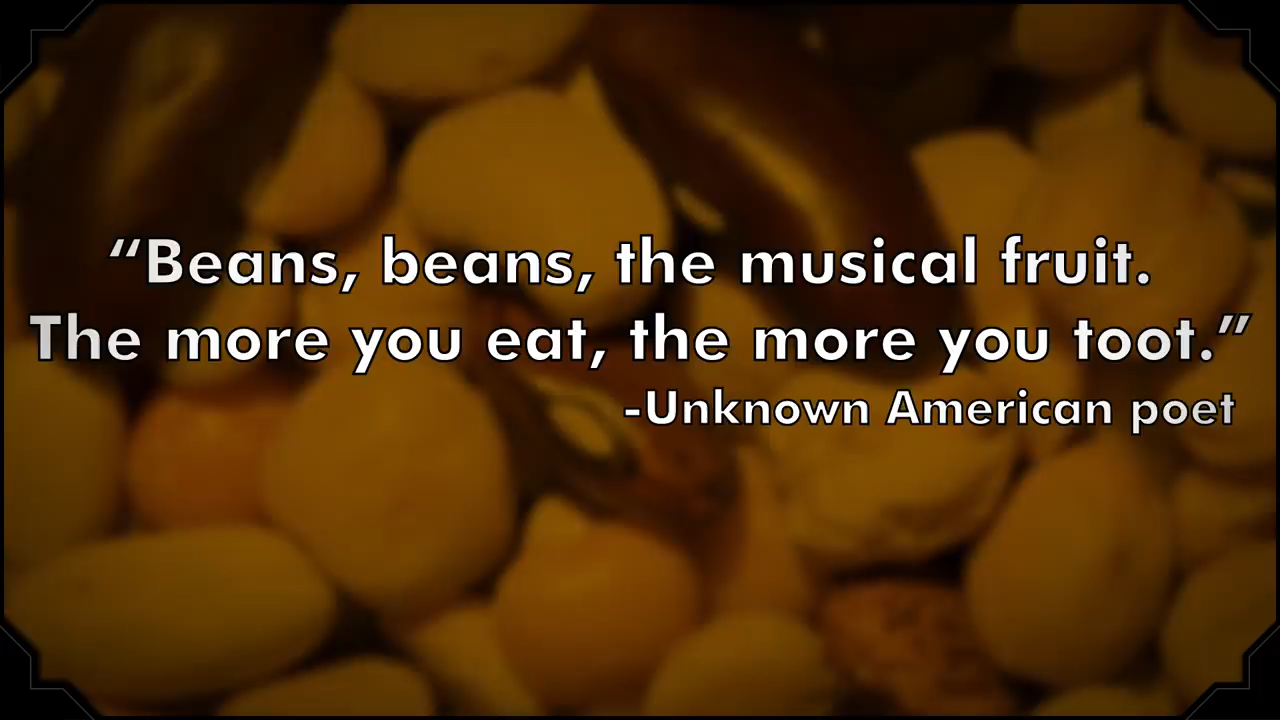 “Beans, beans, the musical fruit.
The more you eat, the more you toot.”
-Unknown American poet